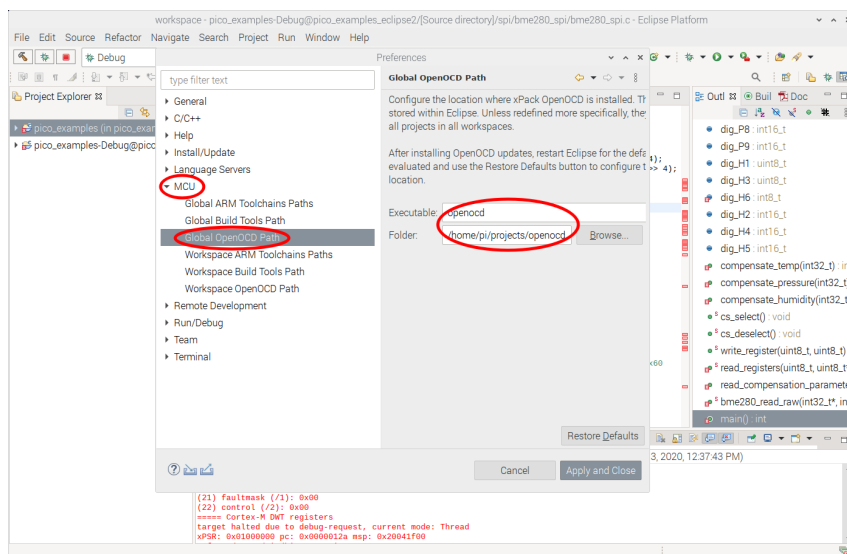 workspace - pico_examples-Debug@pico_examples_eclipse2/[Source directory]/spi/bme280_spi/bme280_spi.c - Eclipse Platform
File Edit Source Refactor Navigate Search Project Run Window Help
Debug
Preferences
Project Explorer
pico_examples (in pico_exar
pico_examples-Debug@picc
type filter text
General
C/C++
Help
Install/Update
Language Servers
MCU
Global ARM Toolchains Paths
Global Build Tools Path
Global OpenOCD Path
Workspace ARM Toolchains Paths
Workspace Build Tools Path
Workspace OpenOCD Path
Remote Development
Run/Debug
Team
Terminal
Global OpenOCD Path
Configure the location where xPack OpenOCD is installed. Th
stored within Eclipse. Unless redefined more specifically, they
all projects in all workspaces.
After installing OpenOCD updates, restart Eclipse for the defa
evaluated and use the Restore Defaults button to configure t
location.
Executable: openocd
Folder: /home/pi/projects/openocd Browse...
Restore Defaults
Cancel Apply and Close
4);
>> 4);
x60
Outl Buil Doc
dig_P8 : int16_t
dig_P9 : int16_t
dig_H1 : uint8_t
dig_H3 : uint8_t
dig_H6 : int8_t
dig_H2 : int16_t
dig_H4 : int16_t
dig_H5 : int16_t
compensate_temp(int32_t) : in
compensate_pressure(int32_t
compensate_humidity(int32_t
cs_select() : void
cs_deselect() : void
write_register(uint8_t, uint8_t)
read_registers(uint8_t, uint8_t
read_compensation_paramete
bme280_read_raw(int32_t*, in
main() : int
3, 2020, 12:37:43 PM)
(21) faultmask (/1): 0x00
(22) control (/2): 0x00
===== Cortex-M DWT registers
target halted due to debug-request, current mode: Thread
xPSR: 0x01000000 pc: 0x0000012a msp: 0x20041f00